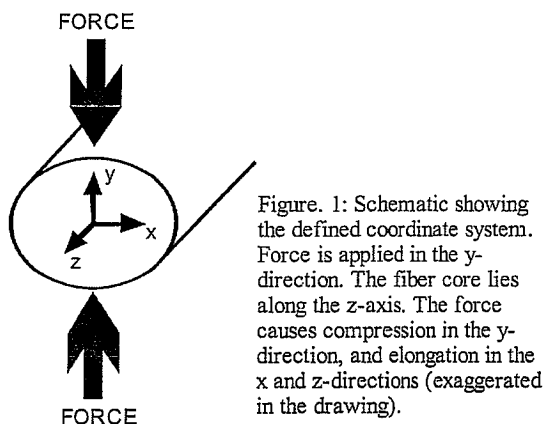 FORCE
y
x
z
FORCE
Figure. 1: Schematic showing
the defined coordinate system.
Force is applied in the y-
direction. The fiber core lies
along the z-axis. The force
causes compression in the y-
direction, and elongation in the
x and z-directions (exaggerated
in the drawing).